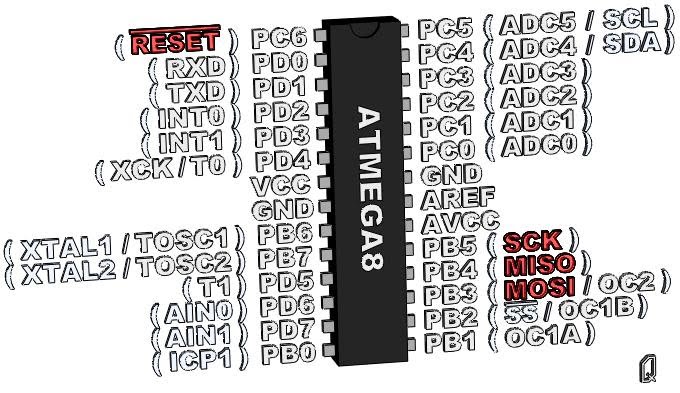 ( RESET ) PC6
( RXD ) PD0
( TXD ) PD1
( INT0 ) PD2
( INT1 ) PD3
( XCK / T0 ) PD4
VCC
GND
( XTAL1 / TOSC1 ) PB6
( XTAL2 / TOSC2 ) PB7
( T1 ) PD5
( AIN0 ) PD6
( AIN1 ) PD7
( ICP1 ) PB0
ATMEGA8
PC5 ( ADC5 / SCL )
PC4 ( ADC4 / SDA )
PC3 ( ADC3 )
PC2 ( ADC2 )
PC1 ( ADC1 )
PC0 ( ADC0 )
GND
AREF
AVCC
PB5 ( SCK )
PB4 ( MISO )
PB3 ( MOSI / OC2 )
PB2 ( SS / OC1B )
PB1 ( OC1A )
Q